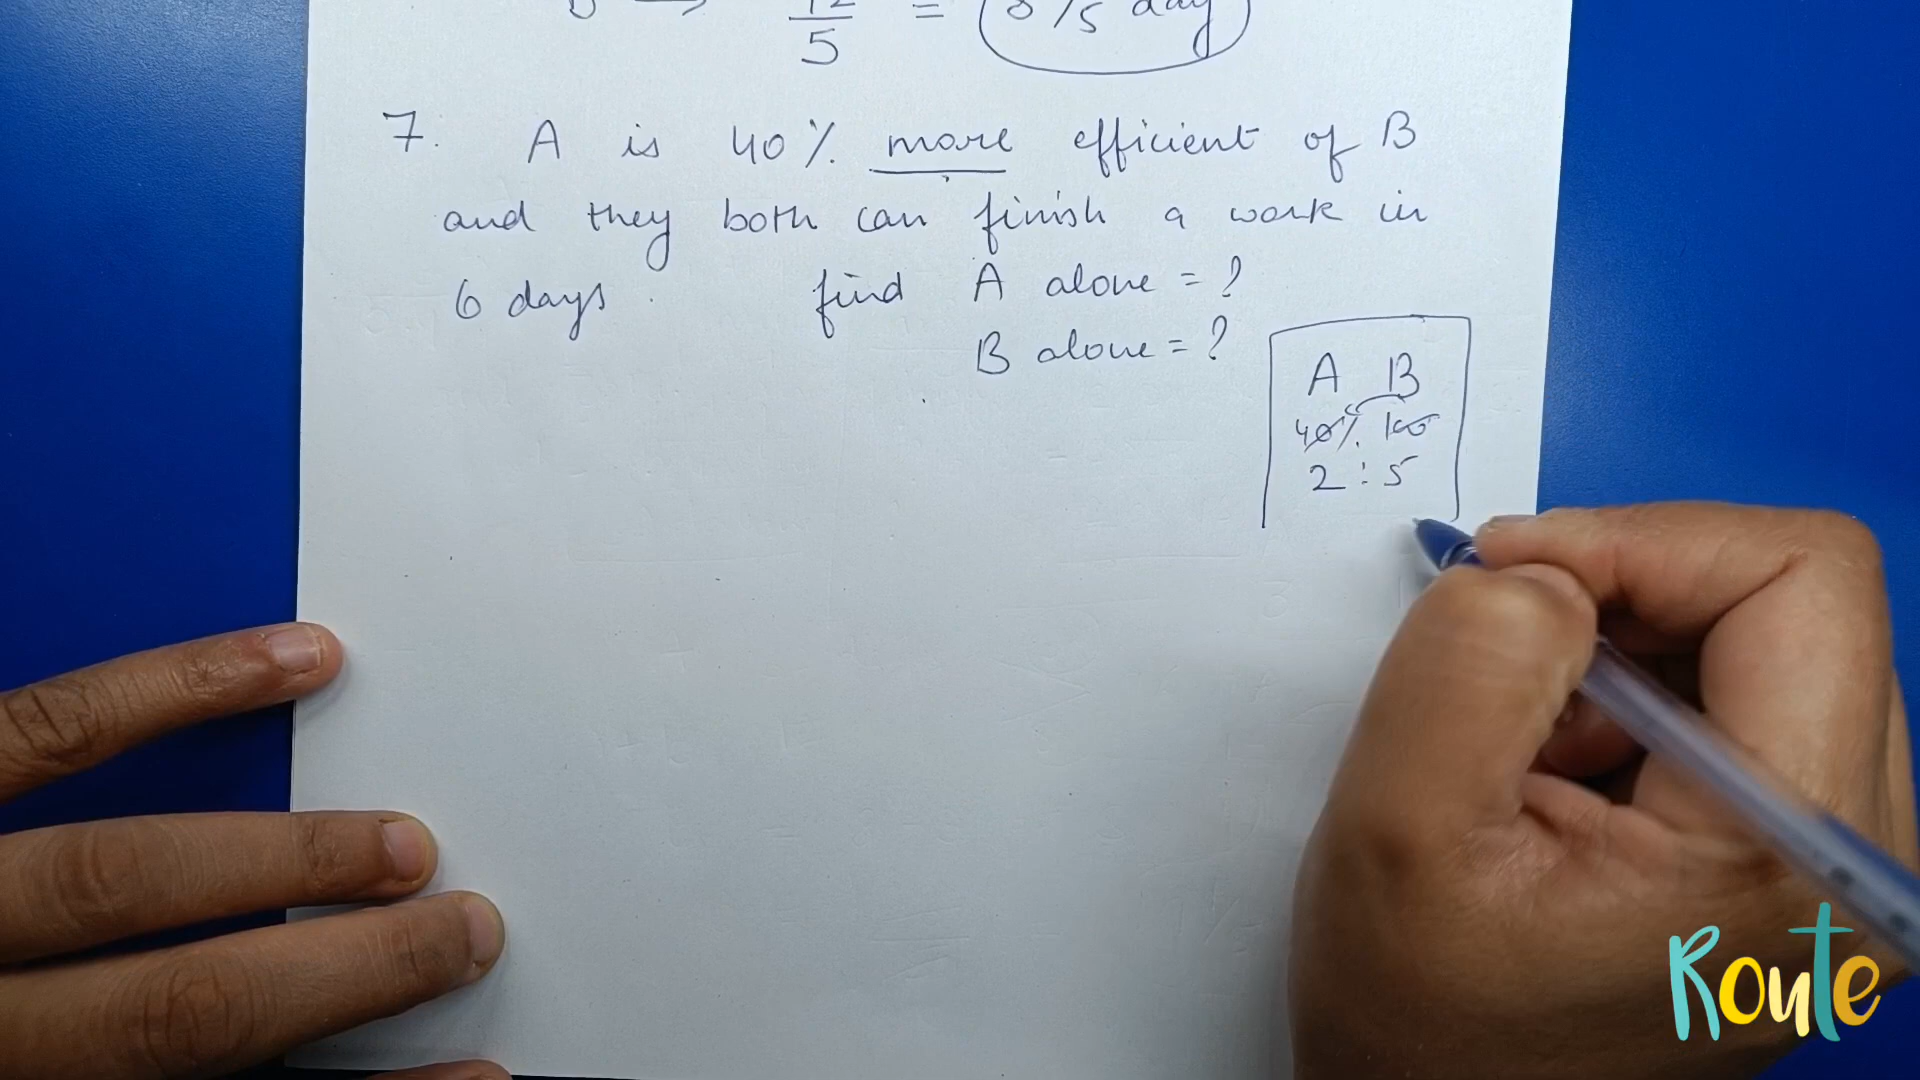 5 =
7. A is 40% more efficient of B
and they both can finish a work in
6 days. find A alone = ?
B alone = ?
A B
40% 100
2 : 5
Route